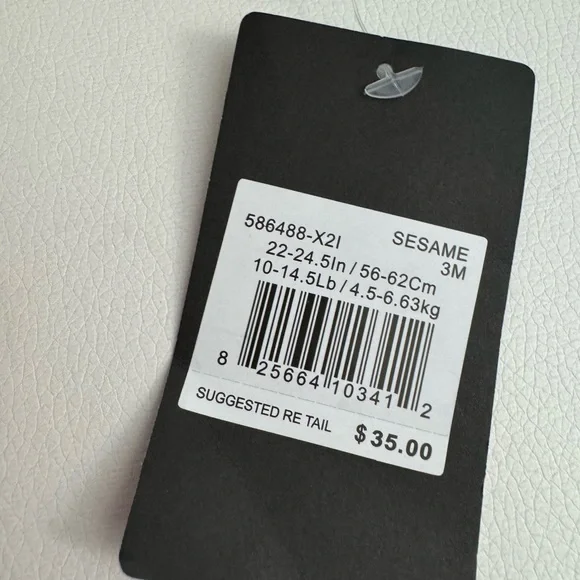 586488-X2I SESAME
3M
22-24.5In / 56-62Cm
10-14.5Lb / 4.5-6.63kg
8 25664 10341 2
SUGGESTED RE TAIL $35.00